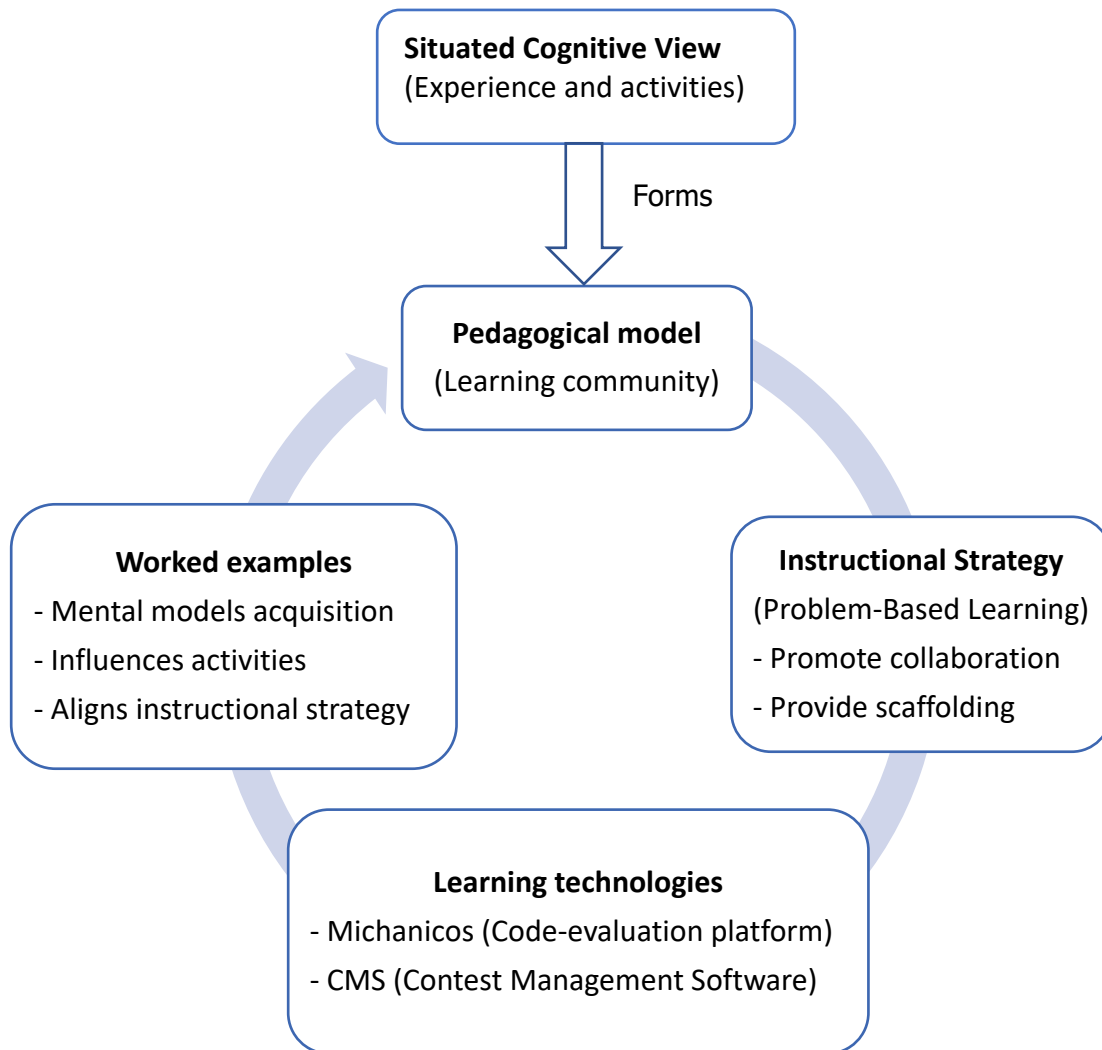 Situated Cognitive View
(Experience and activities)
Forms
Pedagogical model
(Learning community)
Worked examples
- Mental models acquisition
- Influences activities
- Aligns instructional strategy
Instructional Strategy
(Problem-Based Learning)
- Promote collaboration
- Provide scaffolding
Learning technologies
- Michanicos (Code-evaluation platform)
- CMS (Contest Management Software)